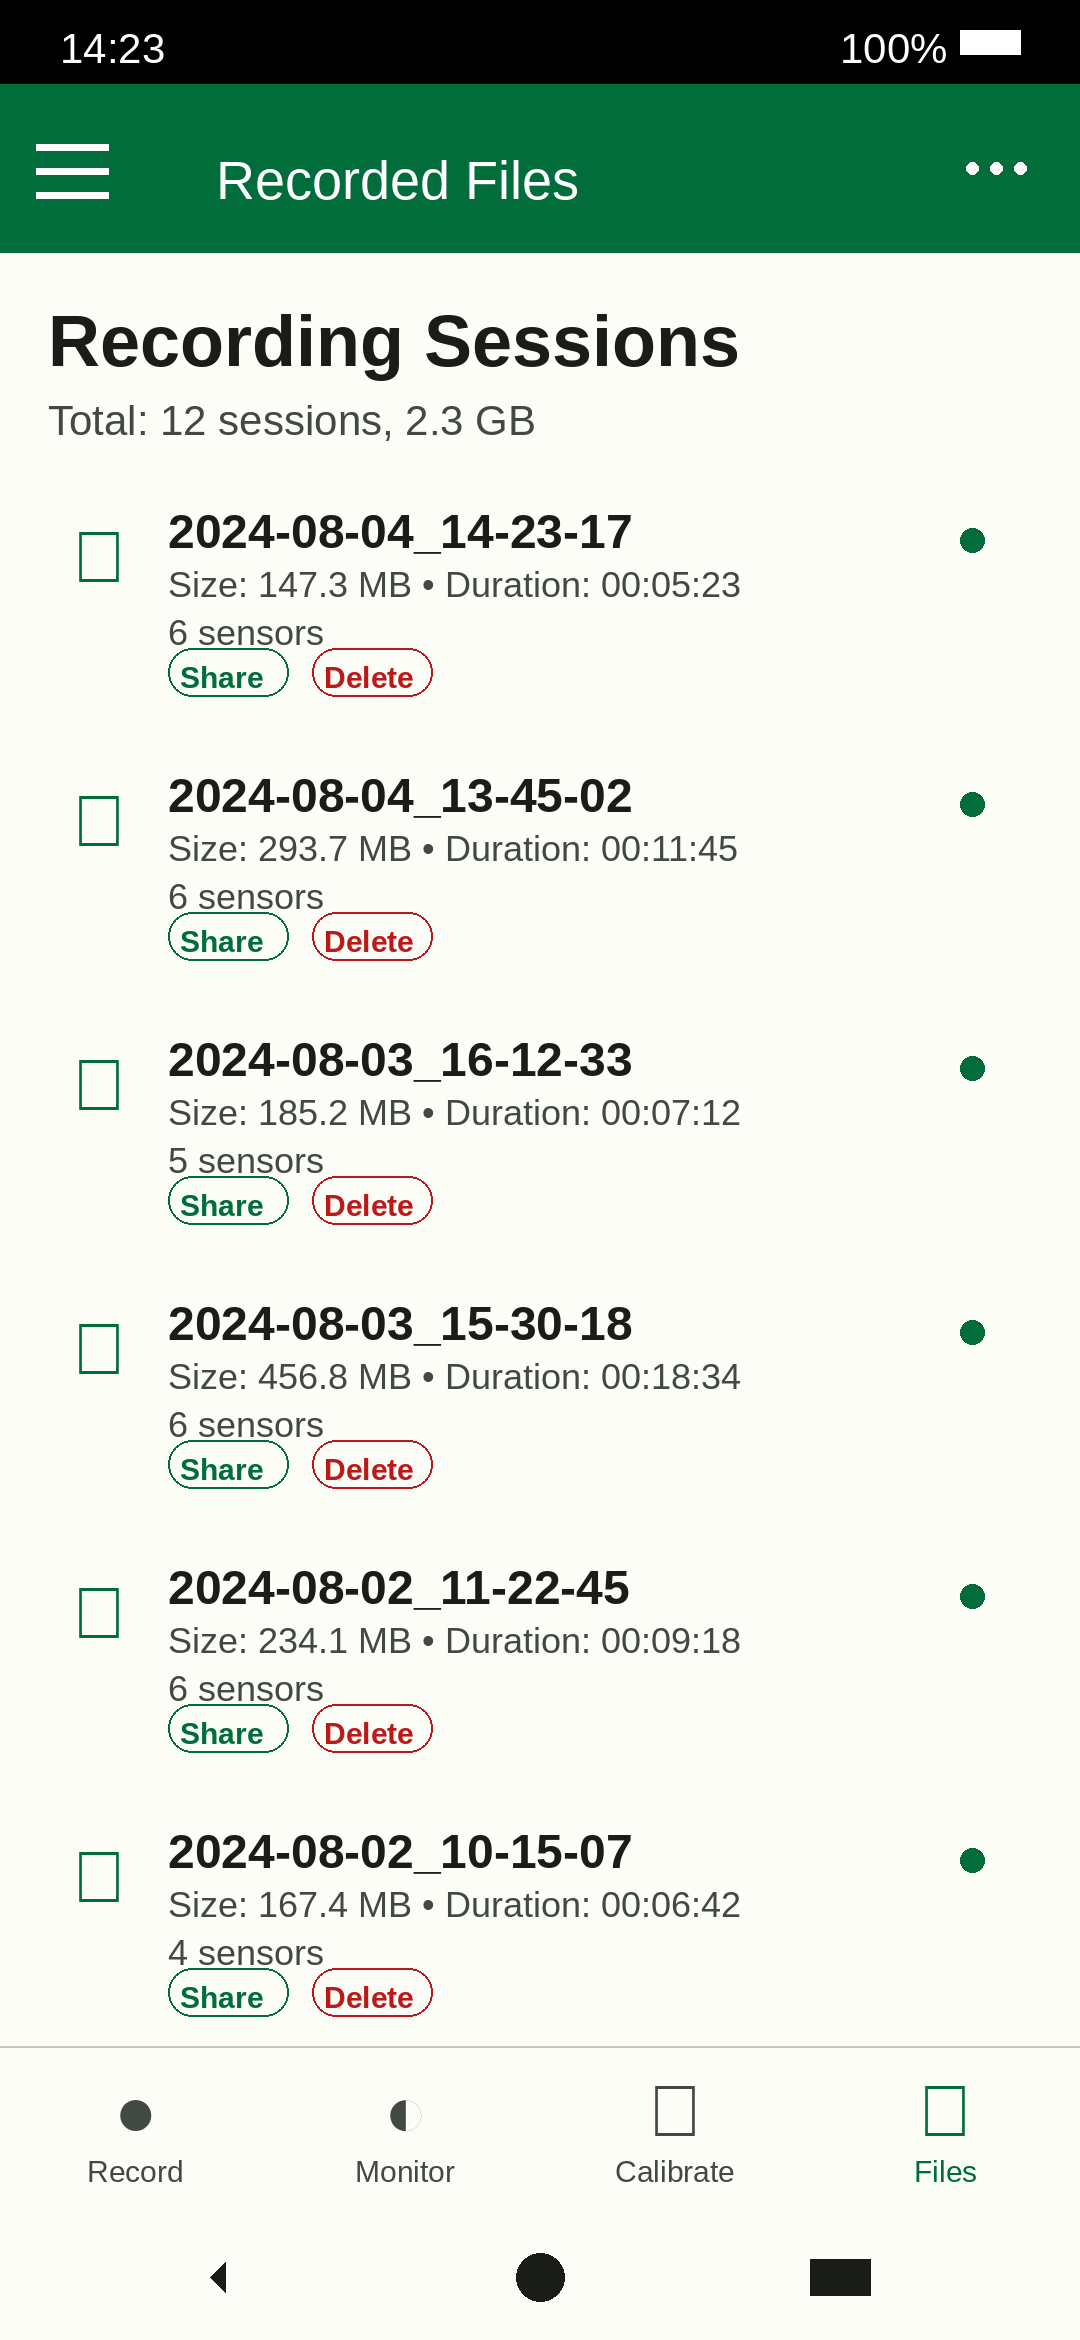 14:23 100%
Recorded Files
Recording Sessions
Total: 12 sessions, 2.3 GB
2024-08-04_14-23-17
Size: 147.3 MB • Duration: 00:05:23
6 sensors
Share Delete
2024-08-04_13-45-02
Size: 293.7 MB • Duration: 00:11:45
6 sensors
Share Delete
2024-08-03_16-12-33
Size: 185.2 MB • Duration: 00:07:12
5 sensors
Share Delete
2024-08-03_15-30-18
Size: 456.8 MB • Duration: 00:18:34
6 sensors
Share Delete
2024-08-02_11-22-45
Size: 234.1 MB • Duration: 00:09:18
6 sensors
Share Delete
2024-08-02_10-15-07
Size: 167.4 MB • Duration: 00:06:42
4 sensors
Share Delete
Record Monitor Calibrate Files